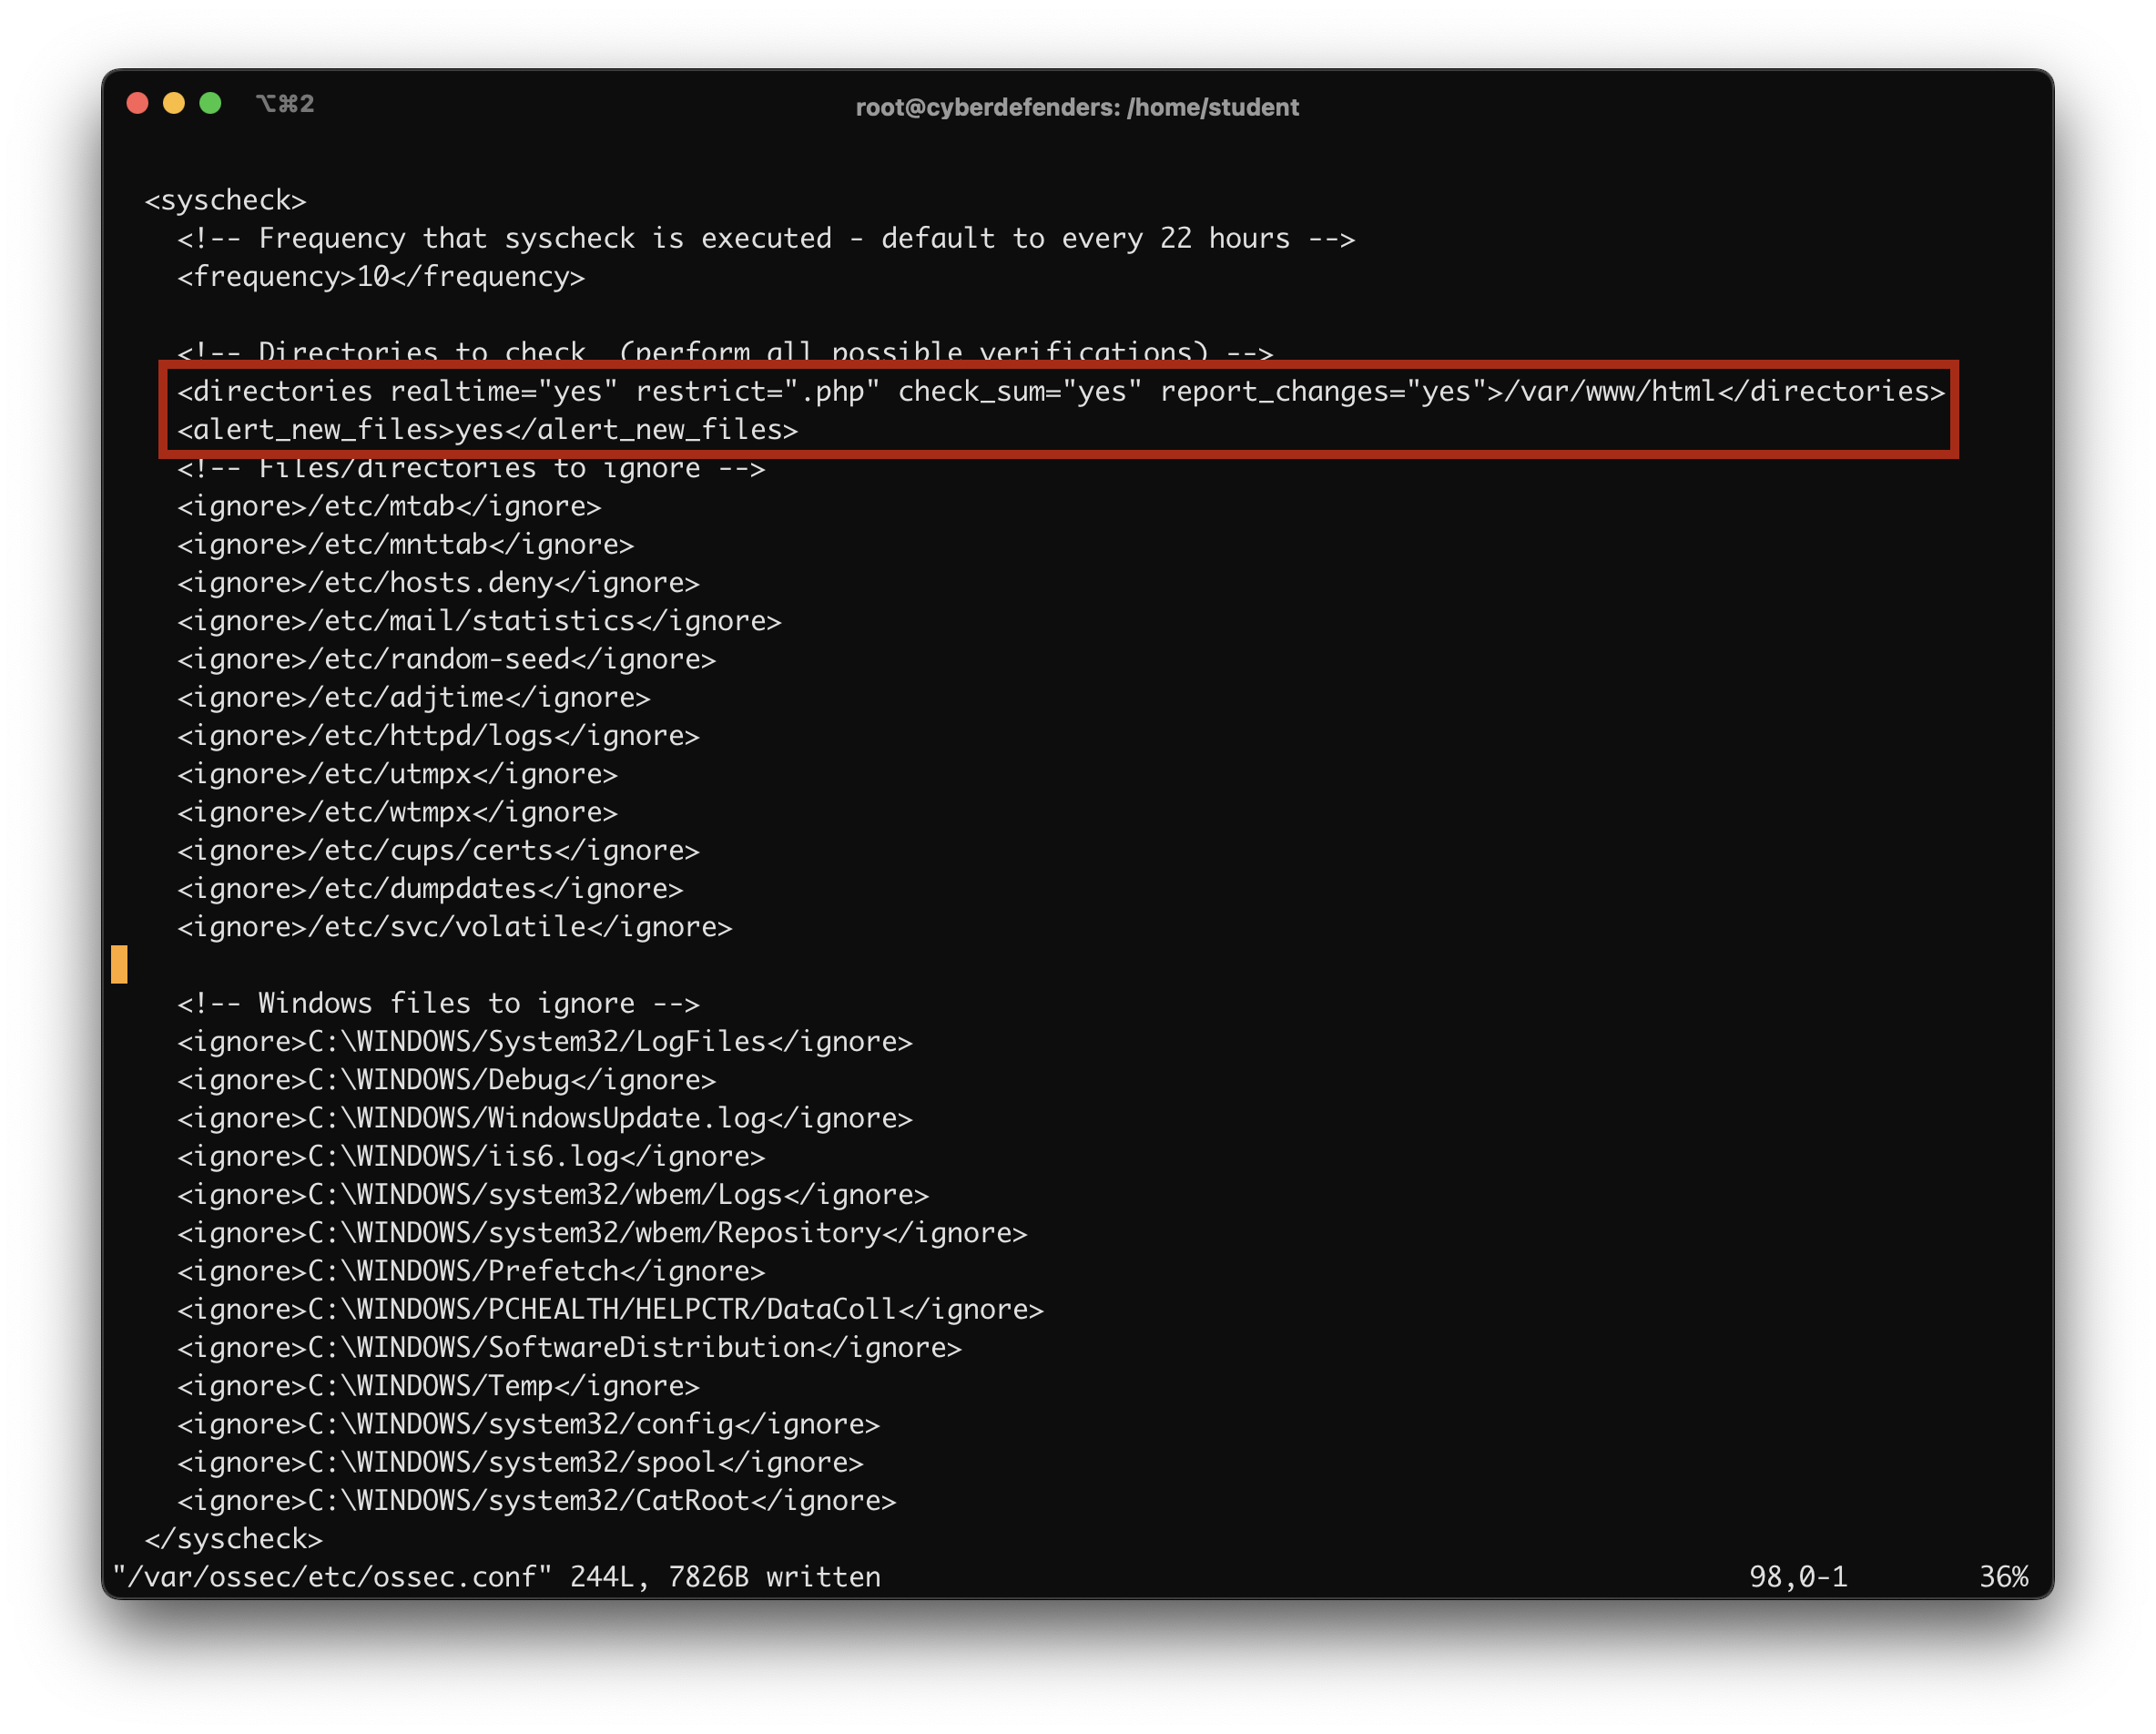 ⌥⌘2
root@cyberdefenders: /home/student
<syscheck>
<!-- Frequency that syscheck is executed - default to every 22 hours -->
<frequency>10</frequency>
<!-- Directories to check  (perform all possible verifications) -->
<directories realtime="yes" restrict=".php" check_sum="yes" report_changes="yes">/var/www/html</directories>
<alert_new_files>yes</alert_new_files>
<!-- Files/directories to ignore -->
<ignore>/etc/mtab</ignore>
<ignore>/etc/mnttab</ignore>
<ignore>/etc/hosts.deny</ignore>
<ignore>/etc/mail/statistics</ignore>
<ignore>/etc/random-seed</ignore>
<ignore>/etc/adjtime</ignore>
<ignore>/etc/httpd/logs</ignore>
<ignore>/etc/utmpx</ignore>
<ignore>/etc/wtmpx</ignore>
<ignore>/etc/cups/certs</ignore>
<ignore>/etc/dumpdates</ignore>
<ignore>/etc/svc/volatile</ignore>
<!-- Windows files to ignore -->
<ignore>C:\WINDOWS/System32/LogFiles</ignore>
<ignore>C:\WINDOWS/Debug</ignore>
<ignore>C:\WINDOWS/WindowsUpdate.log</ignore>
<ignore>C:\WINDOWS/iis6.log</ignore>
<ignore>C:\WINDOWS/system32/wbem/Logs</ignore>
<ignore>C:\WINDOWS/system32/wbem/Repository</ignore>
<ignore>C:\WINDOWS/Prefetch</ignore>
<ignore>C:\WINDOWS/PCHEALTH/HELPCTR/DataColl</ignore>
<ignore>C:\WINDOWS/SoftwareDistribution</ignore>
<ignore>C:\WINDOWS/Temp</ignore>
<ignore>C:\WINDOWS/system32/config</ignore>
<ignore>C:\WINDOWS/system32/spool</ignore>
<ignore>C:\WINDOWS/system32/CatRoot</ignore>
</syscheck>
"/var/ossec/etc/ossec.conf" 244L, 7826B written 98,0-1 36%